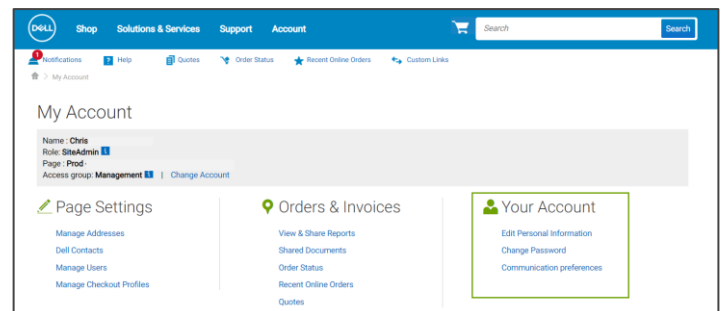 DELL Shop Solutions & Services Support Account Search Search
1 Notifications ? Help Quotes Order Status Recent Online Orders Custom Links
> My Account
My Account
Name : Chris
Role: SiteAdmin i
Page : Prod -
Access group: Management i | Change Account
Page Settings
Manage Addresses
Dell Contacts
Manage Users
Manage Checkout Profiles
Orders & Invoices
View & Share Reports
Shared Documents
Order Status
Recent Online Orders
Quotes
Your Account
Edit Personal Information
Change Password
Communication preferences